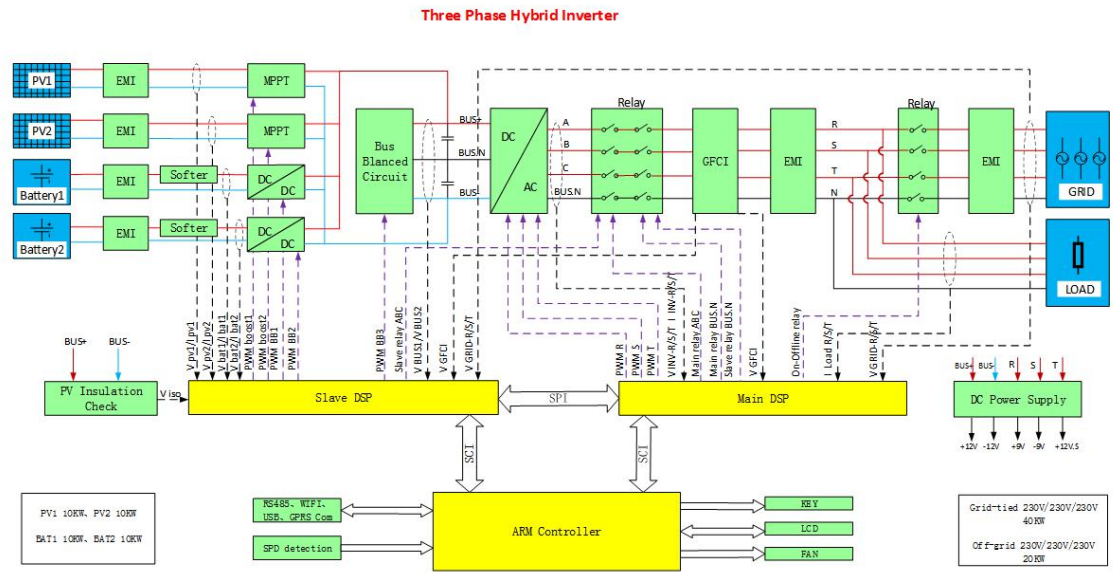 Three Phase Hybrid Inverter
PV1
EMI
MPPT
PV2
EMI
MPPT
Battery1
EMI
Softer
DC
DC
Battery2
EMI
Softer
DC
DC
Bus
Blanced
Circuit
BUS+
BUS.N
BUS-
DC
AC
A
B
C
BUS.N
Relay
GFCI
EMI
R
S
T
N
Relay
EMI
GRID
LOAD
V pv1/I pv1
V pv2/I pv2
V bat1/I bat1
V bat2/I bat2
PWM boost1
PWM boost2
PWM BB1
PWM BB2
PWM BB3
Slave relay ABC
V BUS1/V BUS2
V GFCI
V GRID-R/S/T
PWM R
PWM S
PWM T
V INV-R/S/T I INV-R/S/T
Main relay ABC
Main relay BUS.N
Slave relay BUS.N
V GFCI
On-Offline relay
I Load R/S/T
V GRID-R/S/T
BUS+
BUS-
PV Insulation
Check
V iso
Slave DSP
SPI
Main DSP
BUS+
BUS-
R
S
T
DC Power Supply
+12V
-12V
+9V
-9V
+12V.S
SCI
SCI
PV1 10KW、PV2 10KW
BAT1 10KW、BAT2 10KW
RS485、WIFI、
USB、GPRS Com
SPD detection
ARM Controller
KEY
LCD
FAN
Grid-tied 230V/230V/230V
40KW
Off-grid 230V/230V/230V
20KW